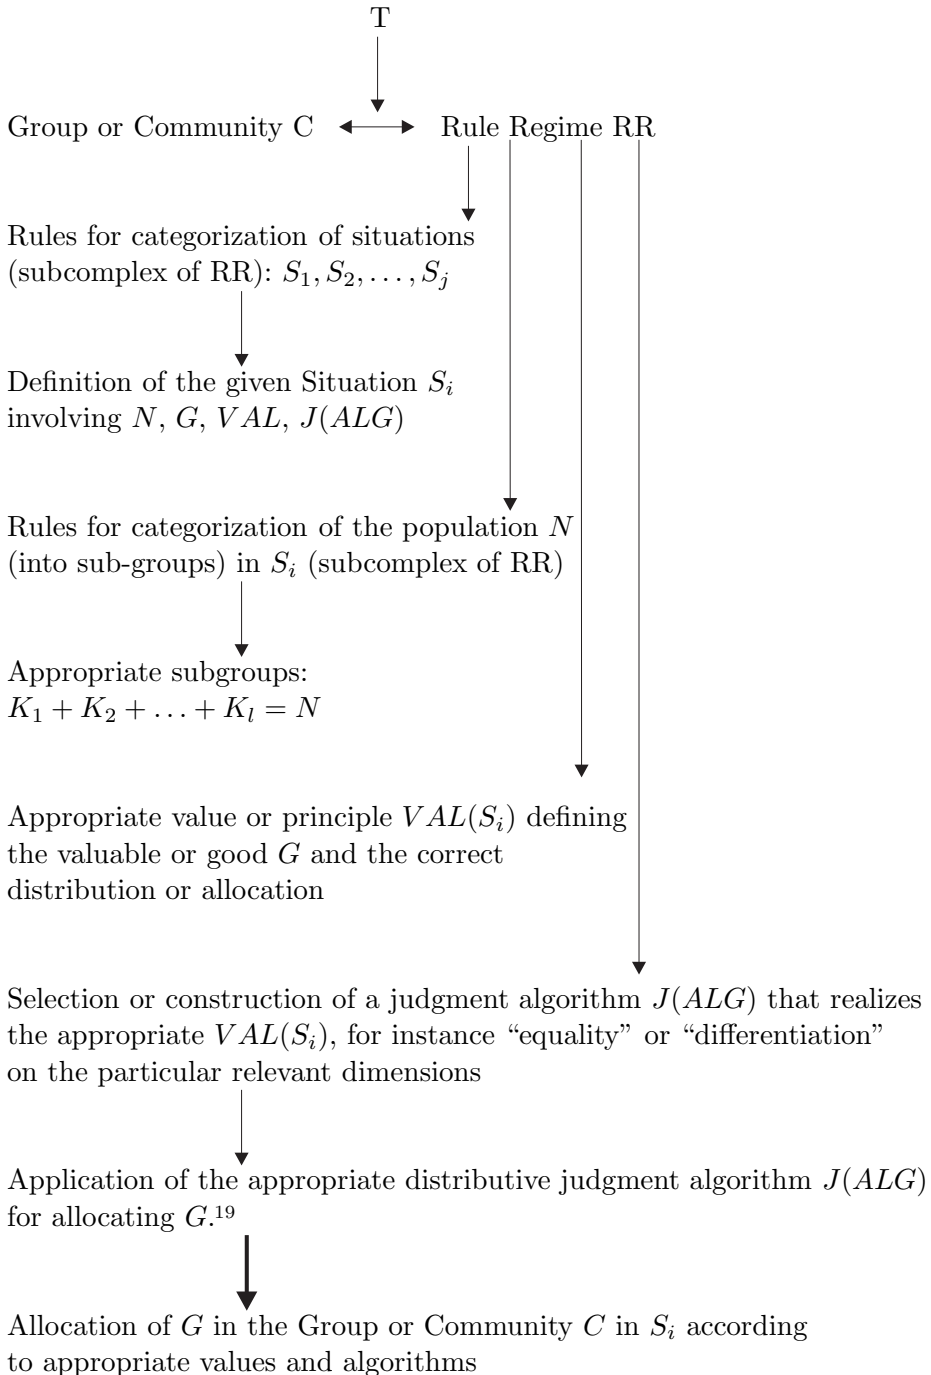 T
Group or Community C Rule Regime RR
Rules for categorization of situations
(subcomplex of RR): S₁, S₂, . . . , Sⱼ
Definition of the given Situation Sᵢ
involving N, G, VAL, J(ALG)
Rules for categorization of the population N
(into sub-groups) in Sᵢ (subcomplex of RR)
Appropriate subgroups:
K₁ + K₂ + . . . + Kₗ = N
Appropriate value or principle VAL(Sᵢ) defining
the valuable or good G and the correct
distribution or allocation
Selection or construction of a judgment algorithm J(ALG) that realizes
the appropriate VAL(Sᵢ), for instance “equality” or “differentiation”
on the particular relevant dimensions
Application of the appropriate distributive judgment algorithm J(ALG)
for allocating G.¹⁹
Allocation of G in the Group or Community C in Sᵢ according
to appropriate values and algorithms